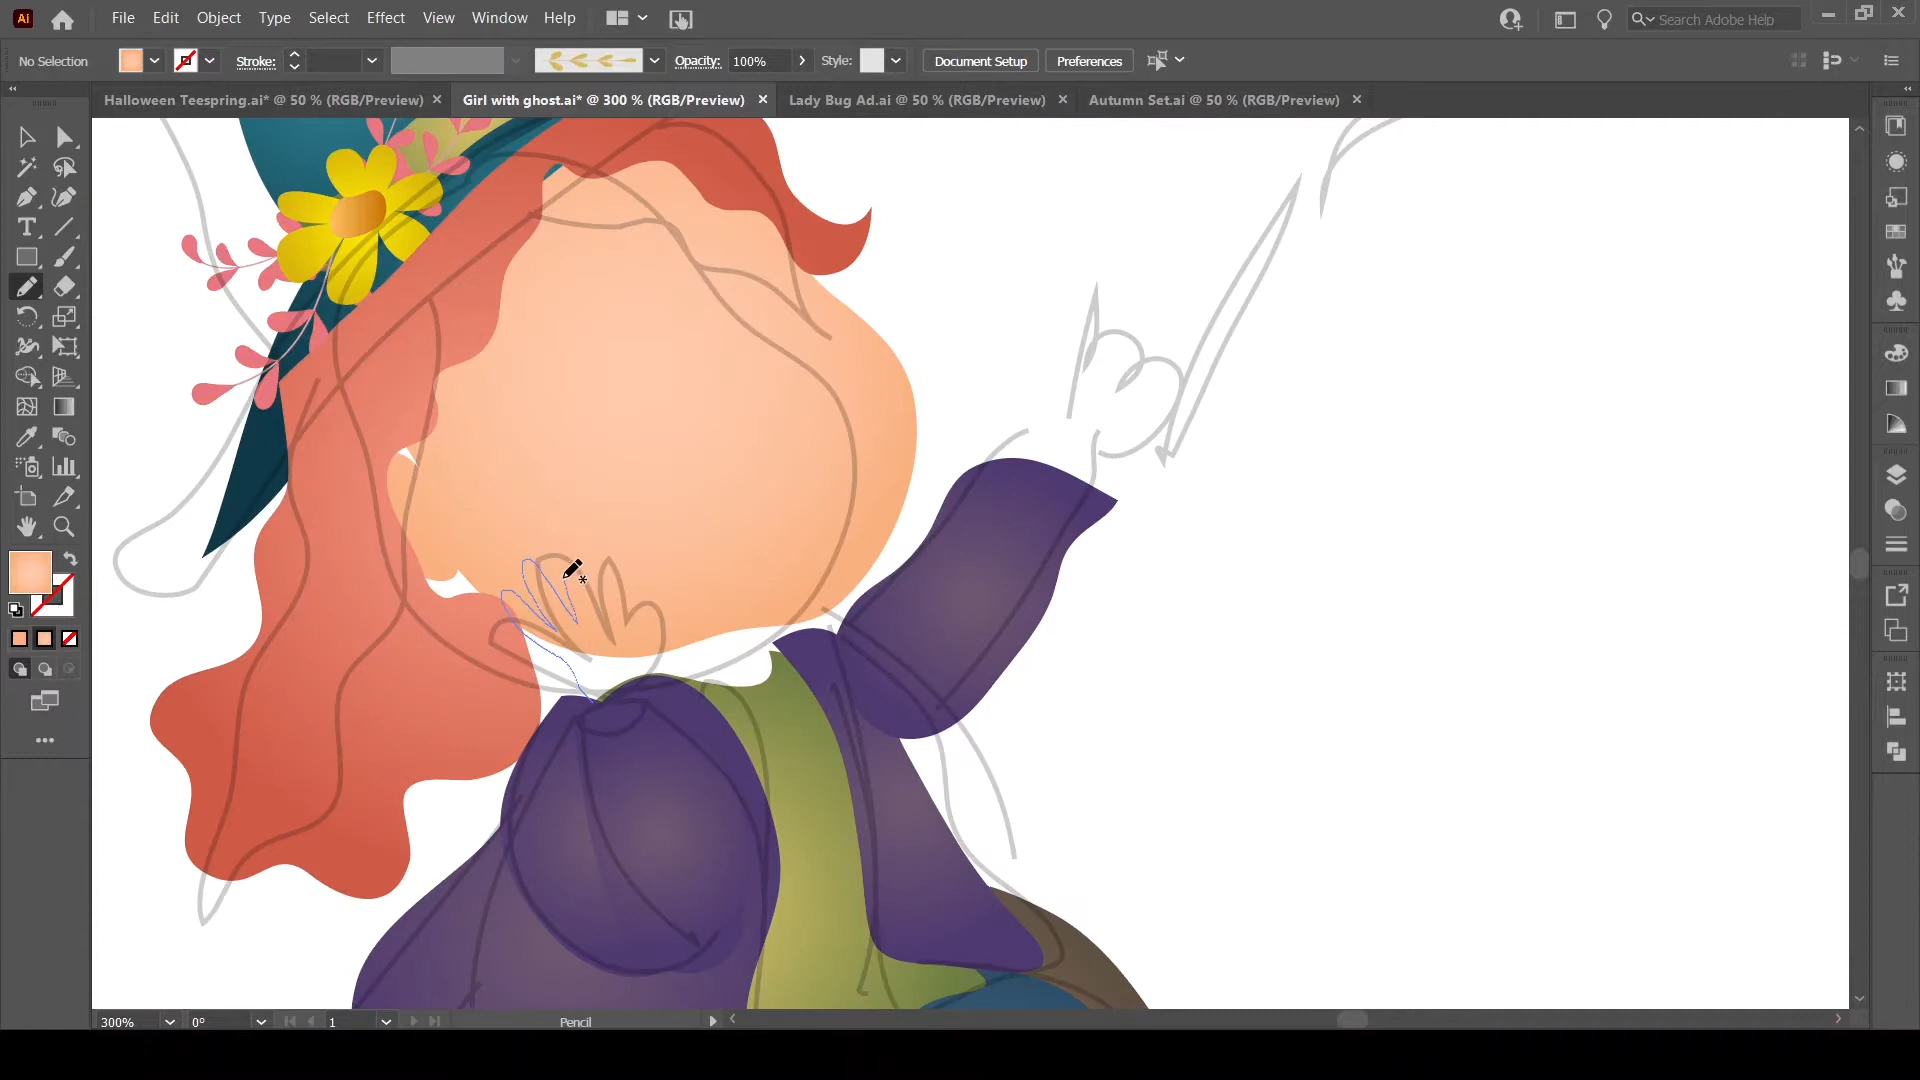 Ai File Edit Object Type Select Effect View Window Help Search Adobe Help
No Selection Stroke: Opacity: 100% Style: Document Setup Preferences
Halloween Teespring.ai* @ 50 % (RGB/Preview) Girl with ghost.ai* @ 300 % (RGB/Preview) Lady Bug Ad.ai @ 50 % (RGB/Preview) Autumn Set.ai @ 50 % (RGB/Preview)
300% 0° 1 Pencil